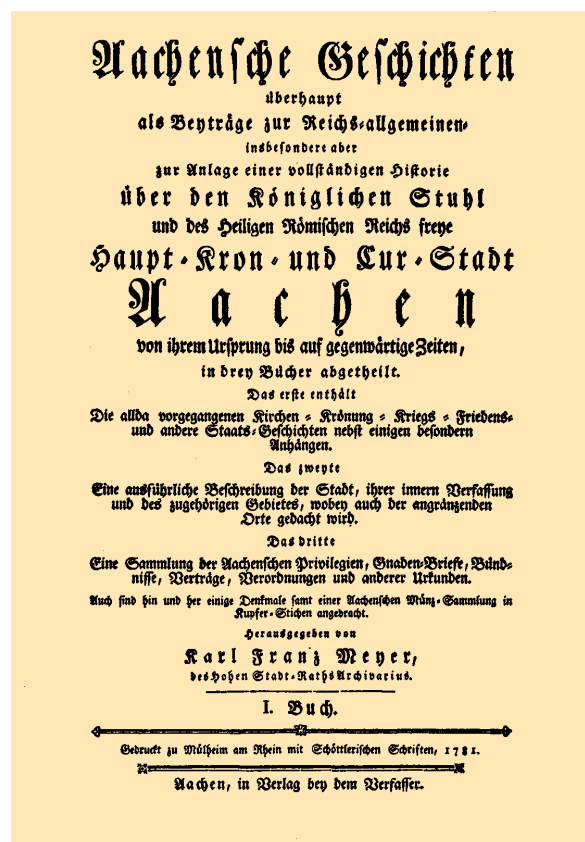 Aachensche Geschichten
überhaupt
als Beyträge zur Reichs-allgemeinen-
insbesondere aber
zur Anlage einer vollständigen Historie
über den Königlichen Stuhl
und des Heiligen Römischen Reichs freye
Haupt-Kron-und Cur-Stadt
Aachen
von ihrem Ursprung bis auf gegenwärtige Zeiten,
in drey Bücher abgetheilt.
Das erste enthält
Die allda vorgegangenen Kirchen-Krönung-Kriegs-Friedens-
und andere Staats-Geschichten nebst einigen besondern
Anhängen.
Das zweyte
Eine ausführliche Beschreibung der Stadt, ihrer innern Verfassung
und des zugehörigen Gebietes, wobey auch der angränzenden
Orte gedacht wird.
Das dritte
Eine Sammlung der Aachenschen Privilegien, Gnaden-Briefe, Bünd-
nisse, Verträge, Verordnungen und anderer Urkunden.
Auch sind hin und her einige Denkmale samt einer Aachenschen Münz-Sammlung in
Kupfer-Stichen angebracht.
Herausgegeben von
Karl Franz Meyer,
des Hohen Stadt-Raths Archivarius.
I. Buch.
Gedruckt zu Mülheim am Rhein mit Schöttlerischen Schriften, 1781.
Aachen, in Verlag bey dem Verfasser.